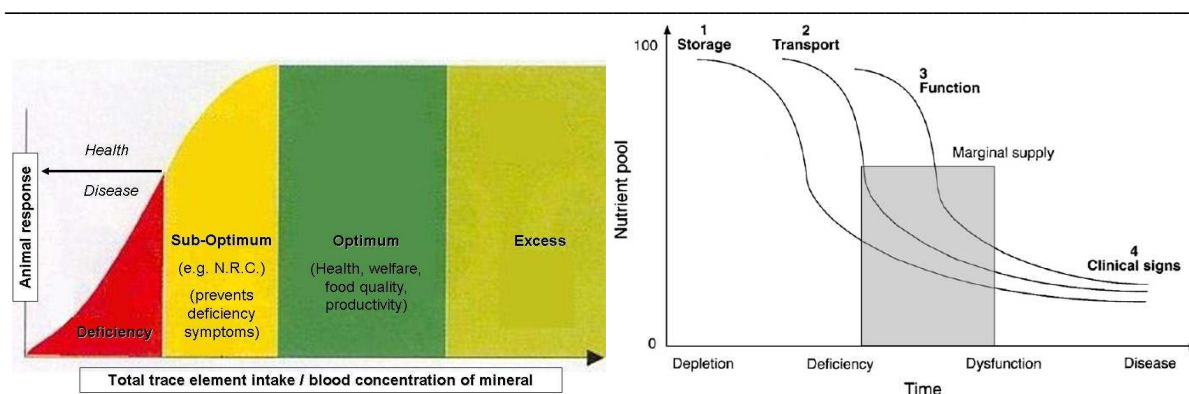 Health
Disease
Animal response
Sub-Optimum
(e.g. N.R.C.)
(prevents
deficiency
symptoms)
Deficiency
Optimum
(Health, welfare,
food quality,
productivity)
Excess
Total trace element intake / blood concentration of mineral
100
Nutrient pool
0
1
Storage
2
Transport
3
Function
Marginal supply
4
Clinical signs
Depletion
Deficiency
Dysfunction
Disease
Time